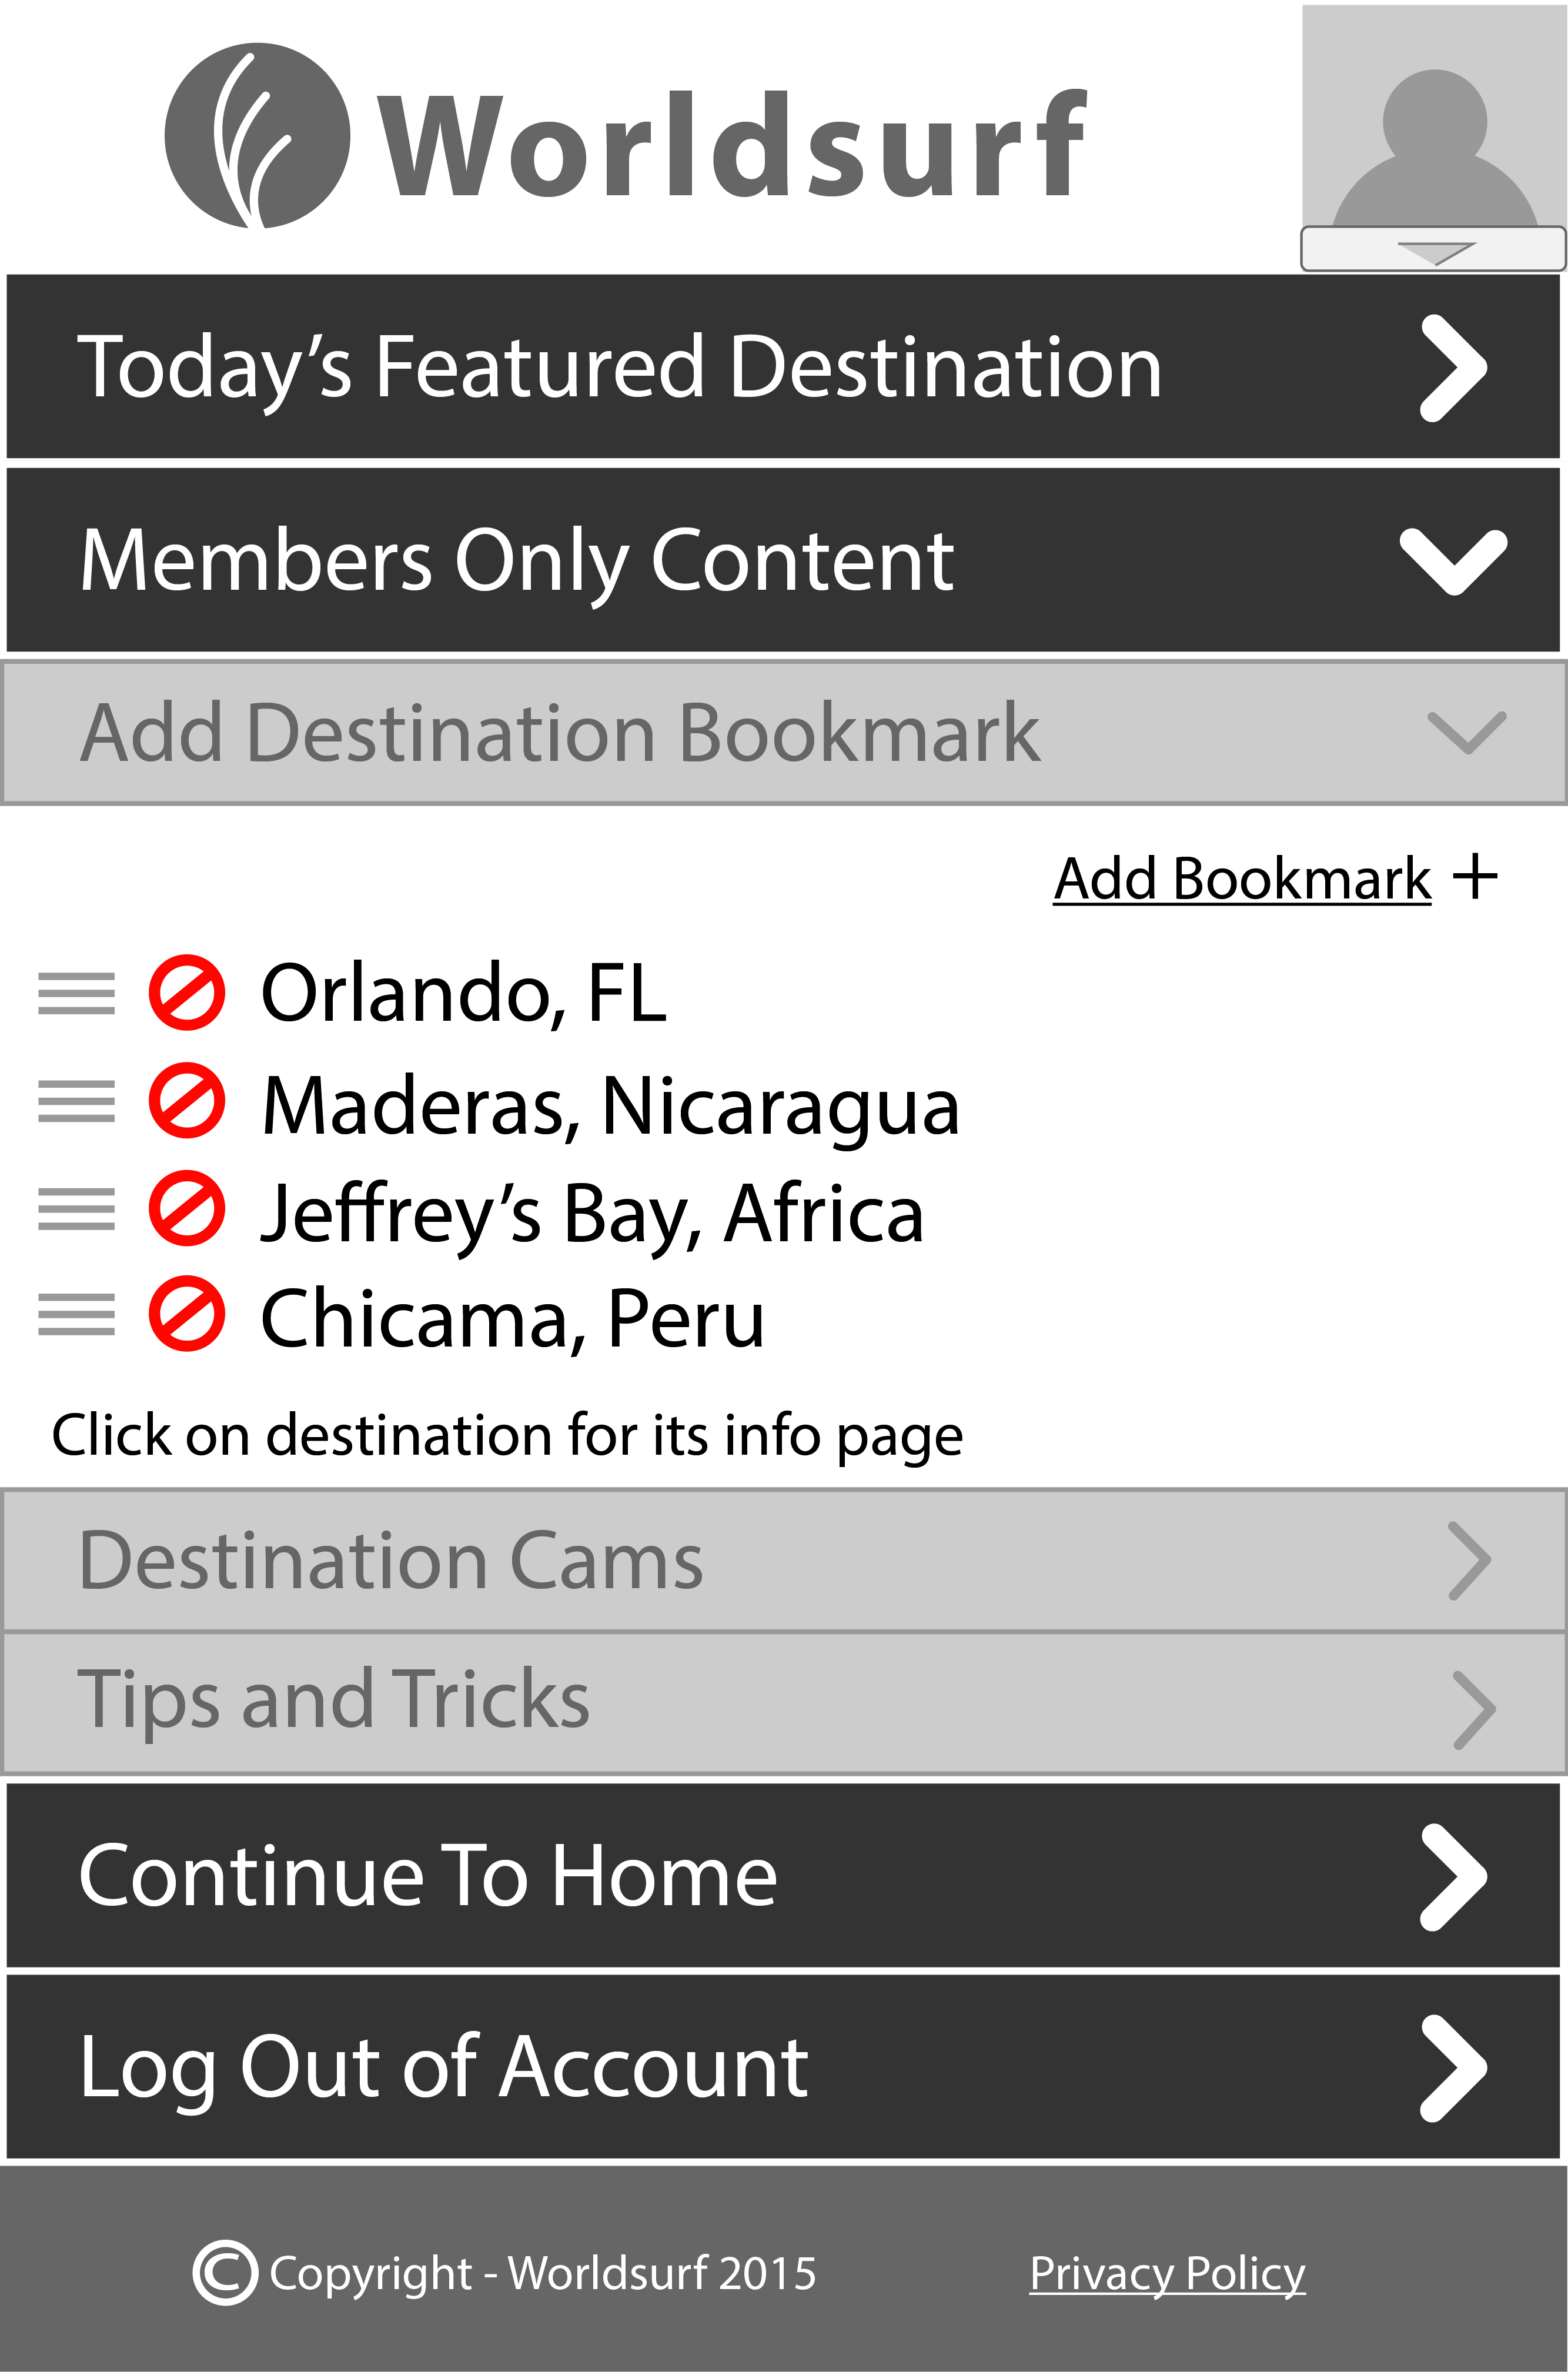 Worldsurf
Today’s Featured Destination
Members Only Content
Add Destination Bookmark
Add Bookmark +
Orlando, FL
Maderas, Nicaragua
Jeffrey’s Bay, Africa
Chicama, Peru
Click on destination for its info page
Destination Cams
Tips and Tricks
Continue To Home
Log Out of Account
© Copyright - Worldsurf 2015 Privacy Policy